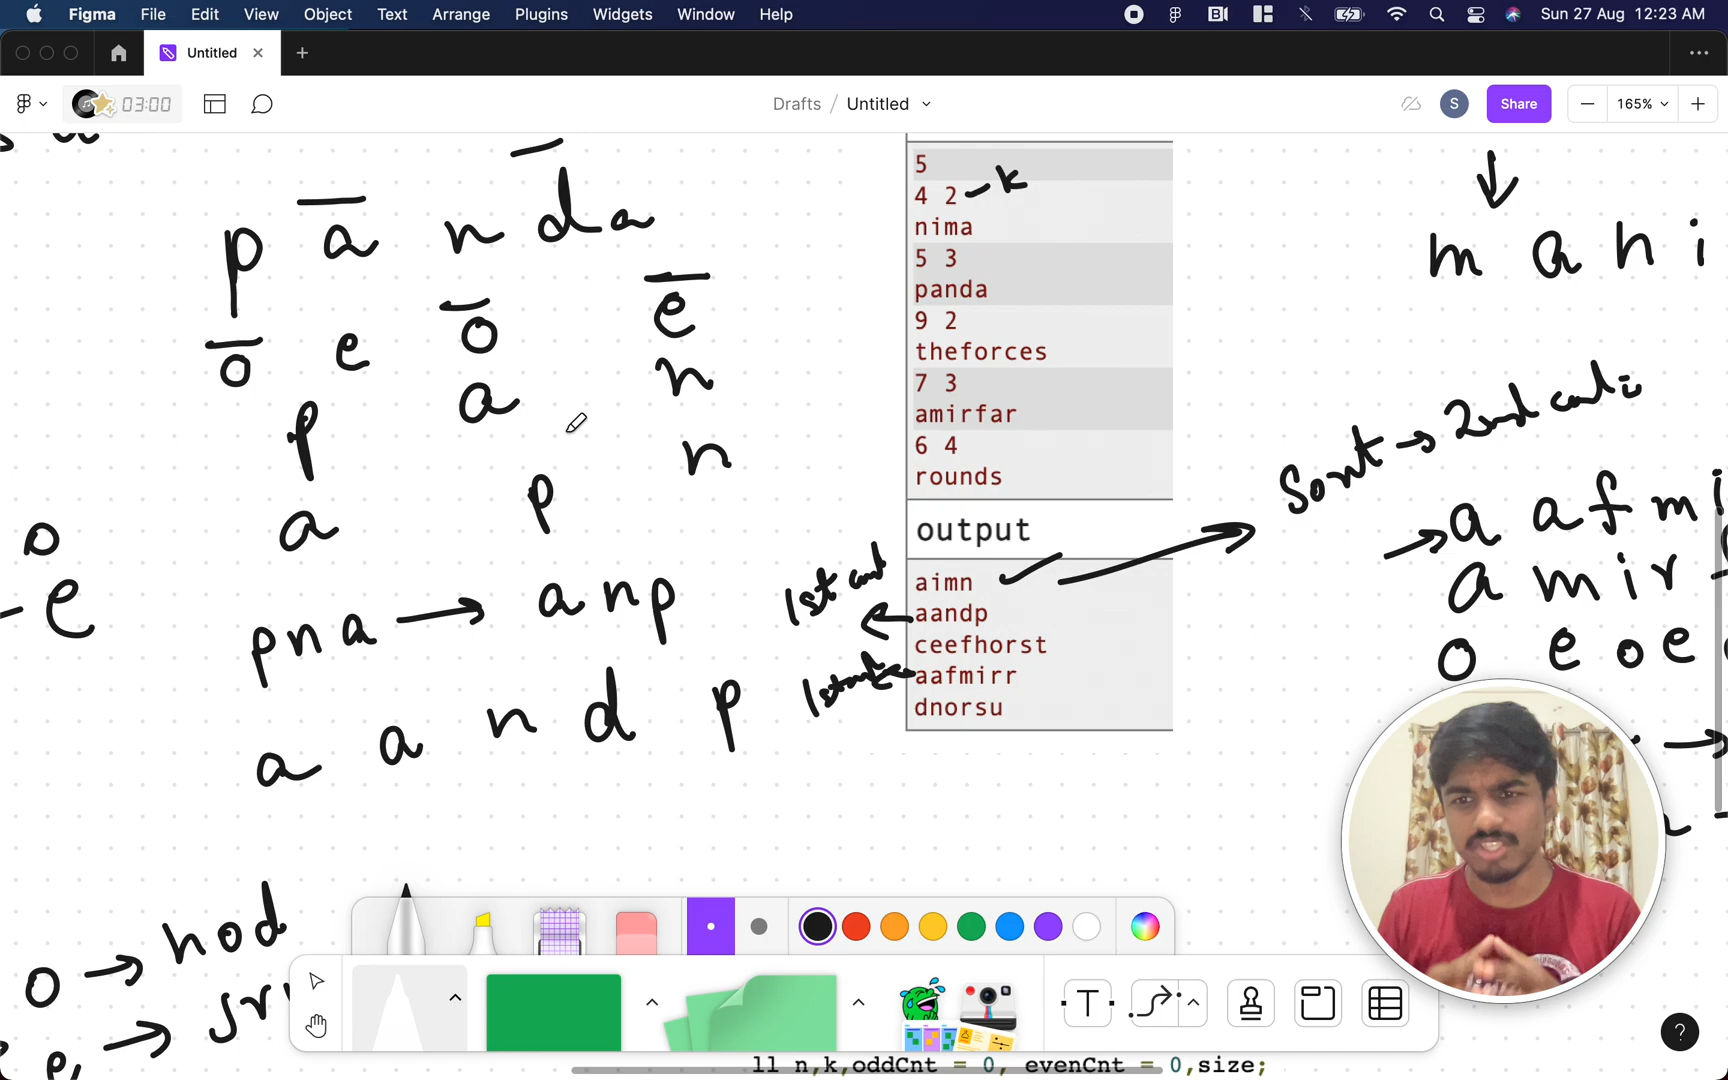 Figma File Edit View Object Text Arrange Plugins Widgets Window Help Sun 27 Aug 12:23 AM
Untitled
03:00 Drafts / Untitled S Share 165%
p a n d a
o e o e
p a n
a p n
pna → anp
a a n d p
o
e
o → nod
e
5
4 2 - k
nima
5 3
panda
9 2
theforces
7 3
amirfar
6 4
rounds
output
aimn
aandp
ceefhorst
aafmirr
dnorsu
1st cond
m a h i
Sort → 2nd cond :
→ a a f m i
a m i r f
o e o e
T
?
ll n,k,oddCnt = 0, evenCnt = 0,size;